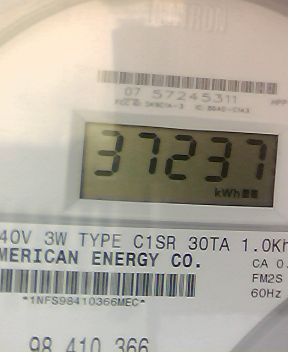 07 57245311
37237
kWh
40V 3W TYPE C1SR 30TA 1.0Kh
MERICAN ENERGY CO.
CA 0.
FM2S
*1NFS98410366MEC*
60Hz
98 410 366